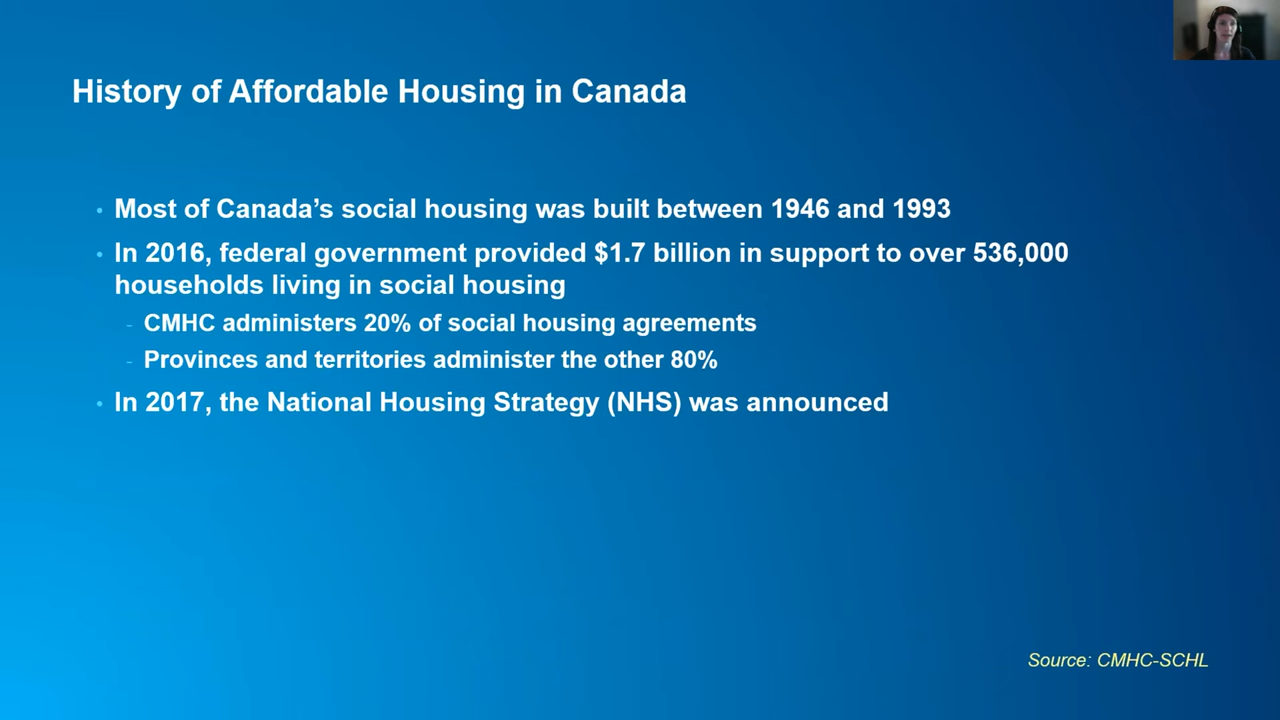 History of Affordable Housing in Canada
• Most of Canada’s social housing was built between 1946 and 1993
• In 2016, federal government provided $1.7 billion in support to over 536,000
households living in social housing
- CMHC administers 20% of social housing agreements
- Provinces and territories administer the other 80%
• In 2017, the National Housing Strategy (NHS) was announced
Source: CMHC-SCHL